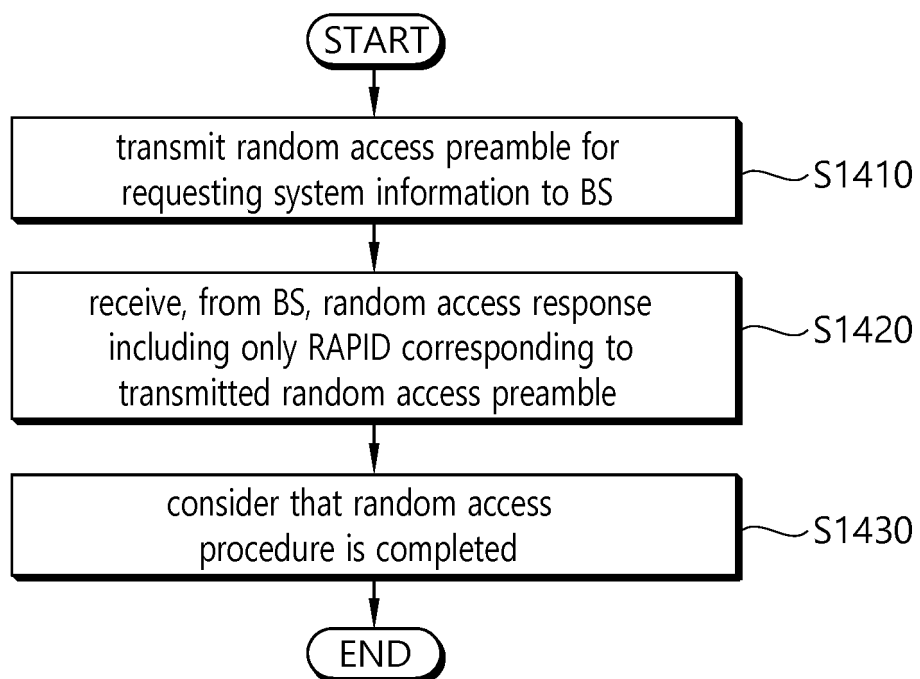 START
transmit random access preamble for
requesting system information to BS
S1410
receive, from BS, random access response
including only RAPID corresponding to
transmitted random access preamble
S1420
consider that random access
procedure is completed
S1430
END